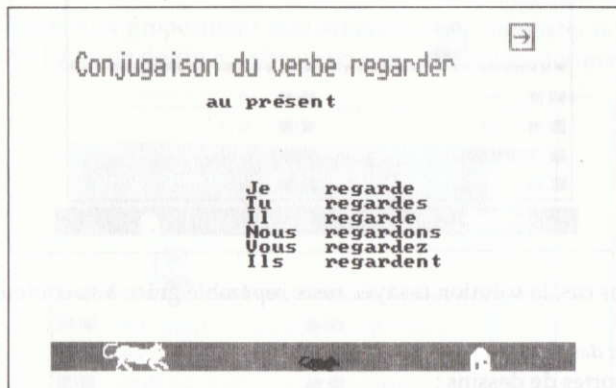 Conjugaison du verbe regarder
au présent
Je regarde
Tu regardes
Il regarde
Nous regardons
Vous regardez
Ils regardent